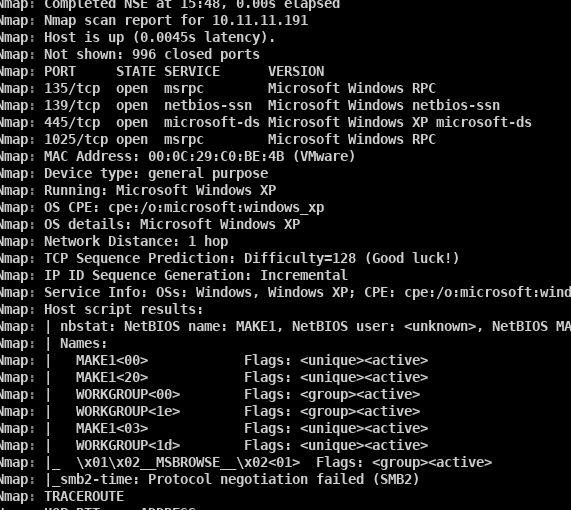 Nmap: Completed NSE at 15:48, 0.00s elapsed
Nmap: Nmap scan report for 10.11.11.191
Nmap: Host is up (0.0045s latency).
Nmap: Not shown: 996 closed ports
Nmap: PORT     STATE SERVICE      VERSION
Nmap: 135/tcp  open  msrpc        Microsoft Windows RPC
Nmap: 139/tcp  open  netbios-ssn  Microsoft Windows netbios-ssn
Nmap: 445/tcp  open  microsoft-ds Microsoft Windows XP microsoft-ds
Nmap: 1025/tcp open  msrpc        Microsoft Windows RPC
Nmap: MAC Address: 00:0C:29:C0:BE:4B (VMware)
Nmap: Device type: general purpose
Nmap: Running: Microsoft Windows XP
Nmap: OS CPE: cpe:/o:microsoft:windows_xp
Nmap: OS details: Microsoft Windows XP
Nmap: Network Distance: 1 hop
Nmap: TCP Sequence Prediction: Difficulty=128 (Good luck!)
Nmap: IP ID Sequence Generation: Incremental
Nmap: Service Info: OSs: Windows, Windows XP; CPE: cpe:/o:microsoft:wind
Nmap: Host script results:
Nmap: | nbstat: NetBIOS name: MAKE1, NetBIOS user: <unknown>, NetBIOS MA
Nmap: | Names:
Nmap: |   MAKE1<00>            Flags: <unique><active>
Nmap: |   MAKE1<20>            Flags: <unique><active>
Nmap: |   WORKGROUP<00>        Flags: <group><active>
Nmap: |   WORKGROUP<1e>        Flags: <group><active>
Nmap: |   MAKE1<03>            Flags: <unique><active>
Nmap: |   WORKGROUP<1d>        Flags: <unique><active>
Nmap: |_  \x01\x02__MSBROWSE__\x02<01>  Flags: <group><active>
Nmap: |_smb2-time: Protocol negotiation failed (SMB2)
Nmap: TRACEROUTE
Nmap: HOP RTT     ADDRESS